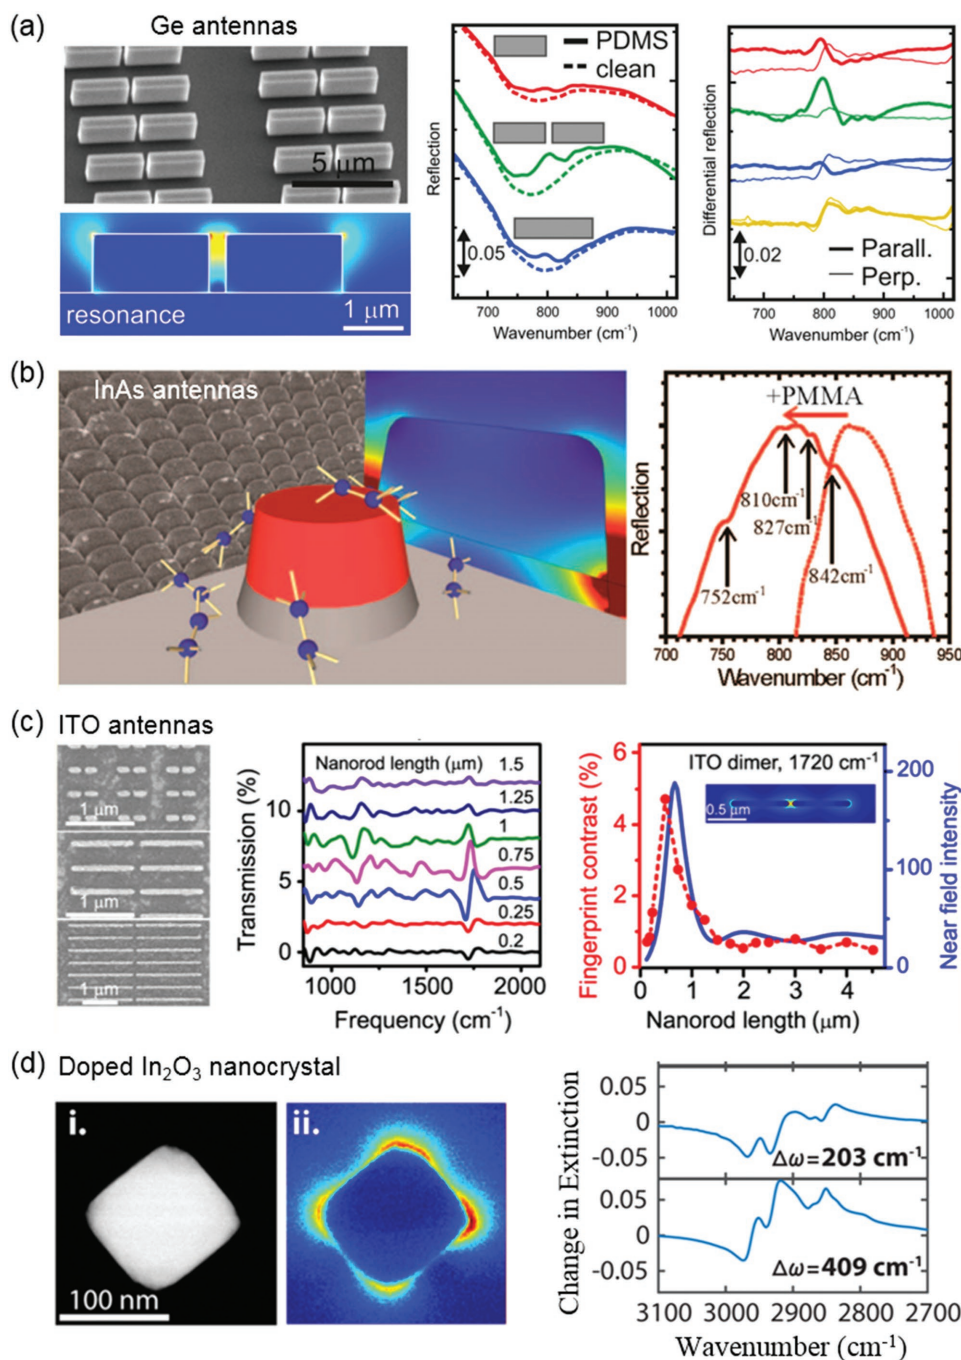 (a) Ge antennas
5 μm
resonance
1 μm
Reflection
PDMS
clean
0.05
700 800 900 1000
Wavenumber (cm⁻¹)
Differential reflection
0.02
Parall.
Perp.
700 800 900 1000
Wavenumber (cm⁻¹)
(b)
InAs antennas
Reflection
+PMMA
810cm⁻¹
827cm⁻¹
842cm⁻¹
752cm⁻¹
700 750 800 850 900 950
Wavenumber (cm⁻¹)
(c) ITO antennas
1 μm
1 μm
1 μm
Transmission (%)
10
5
0
Nanorod length (μm)
1.5
1.25
1
0.75
0.5
0.25
0.2
1000 1500 2000
Frequency (cm⁻¹)
Fingerprint contrast (%)
6
4
2
0
ITO dimer, 1720 cm⁻¹
0.5 μm
200
100
0
Near field intensity
0 1 2 3 4
Nanorod length (μm)
(d) Doped In₂O₃ nanocrystal
i.
100 nm
ii.
Change in Extinction
0.05
0
-0.05
Δω = 203 cm⁻¹
0.05
0
-0.05
Δω = 409 cm⁻¹
3100 3000 2900 2800 2700
Wavenumber (cm⁻¹)